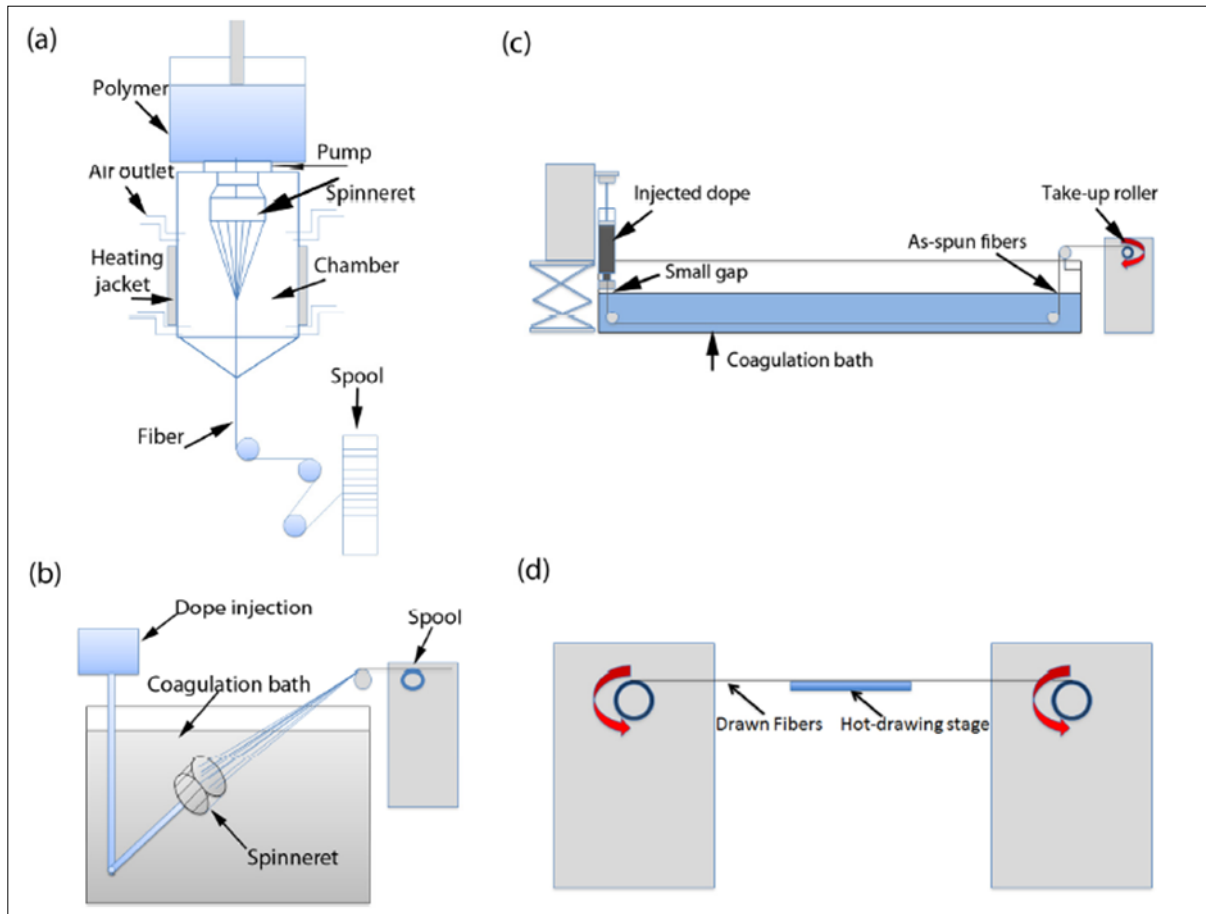 (a)
Polymer
Pump
Air outlet
Spinneret
Heating
jacket
Chamber
Spool
Fiber
(b)
Dope injection
Spool
Coagulation bath
Spinneret
(c)
Injected dope
Take-up roller
As-spun fibers
Small gap
Coagulation bath
(d)
Drawn Fibers
Hot-drawing stage